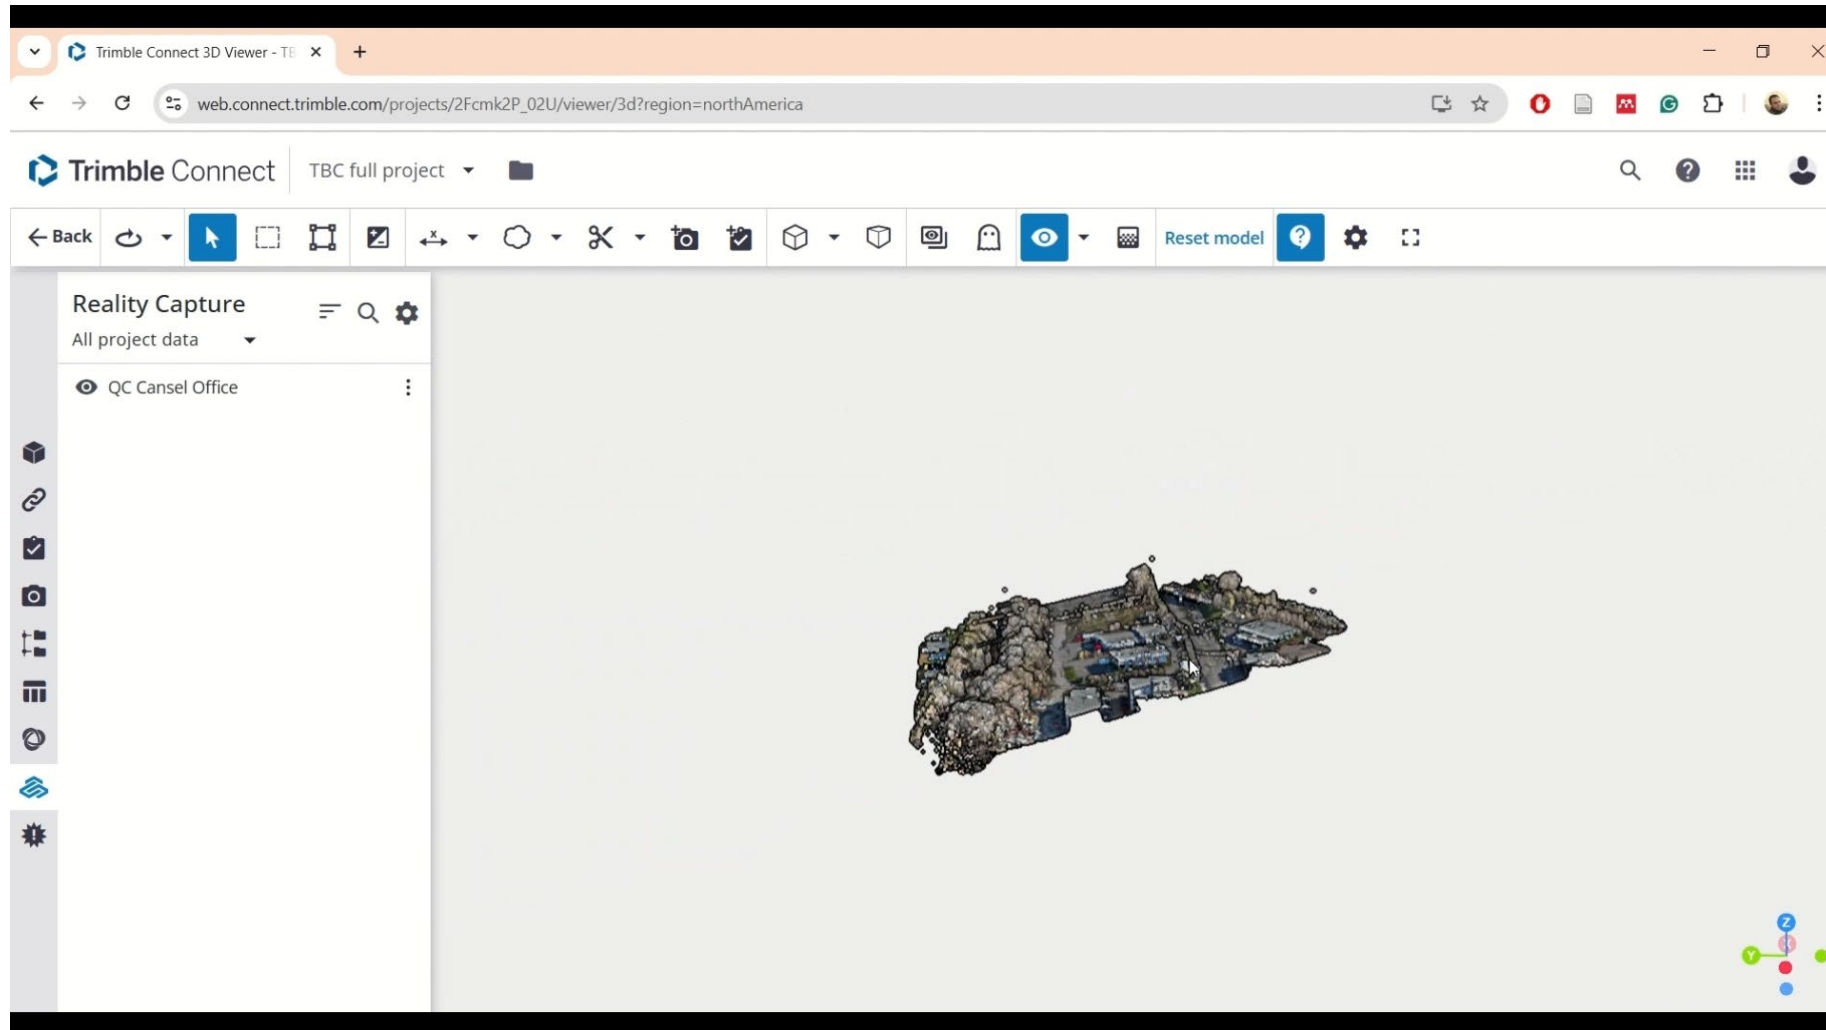 Trimble Connect 3D Viewer - TB
web.connect.trimble.com/projects/2Fcmk2P_02U/viewer/3d?region=northAmerica
Trimble Connect
TBC full project
Back
x
Reset model
Reality Capture
All project data
QC Cansel Office
Z
X
Y